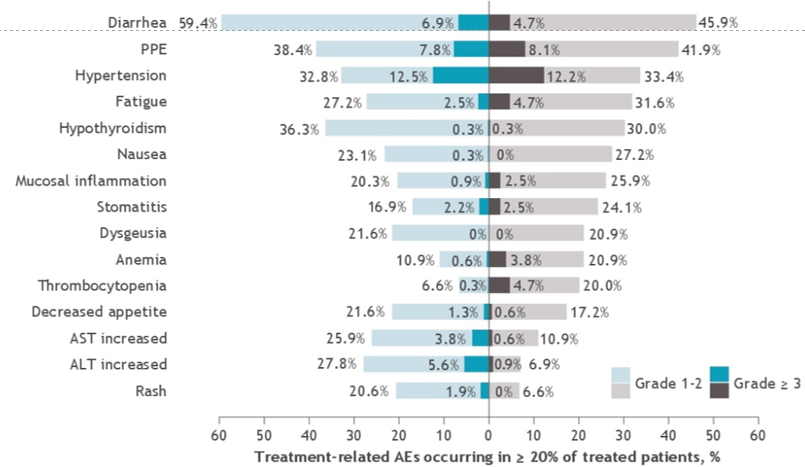 Diarrhea 59.4% 6.9% 4.7% 45.9%
PPE 38.4% 7.8% 8.1% 41.9%
Hypertension 32.8% 12.5% 12.2% 33.4%
Fatigue 27.2% 2.5% 4.7% 31.6%
Hypothyroidism 36.3% 0.3% 0.3% 30.0%
Nausea 23.1% 0.3% 0% 27.2%
Mucosal inflammation 20.3% 0.9% 2.5% 25.9%
Stomatitis 16.9% 2.2% 2.5% 24.1%
Dysgeusia 21.6% 0% 0% 20.9%
Anemia 10.9% 0.6% 3.8% 20.9%
Thrombocytopenia 6.6% 0.3% 4.7% 20.0%
Decreased appetite 21.6% 1.3% 0.6% 17.2%
AST increased 25.9% 3.8% 0.6% 10.9%
ALT increased 27.8% 5.6% 0.9% 6.9%
Rash 20.6% 1.9% 0% 6.6%
Grade 1-2 Grade ≥ 3
60 50 40 30 20 10 0 10 20 30 40 50 60
Treatment-related AEs occurring in ≥ 20% of treated patients, %